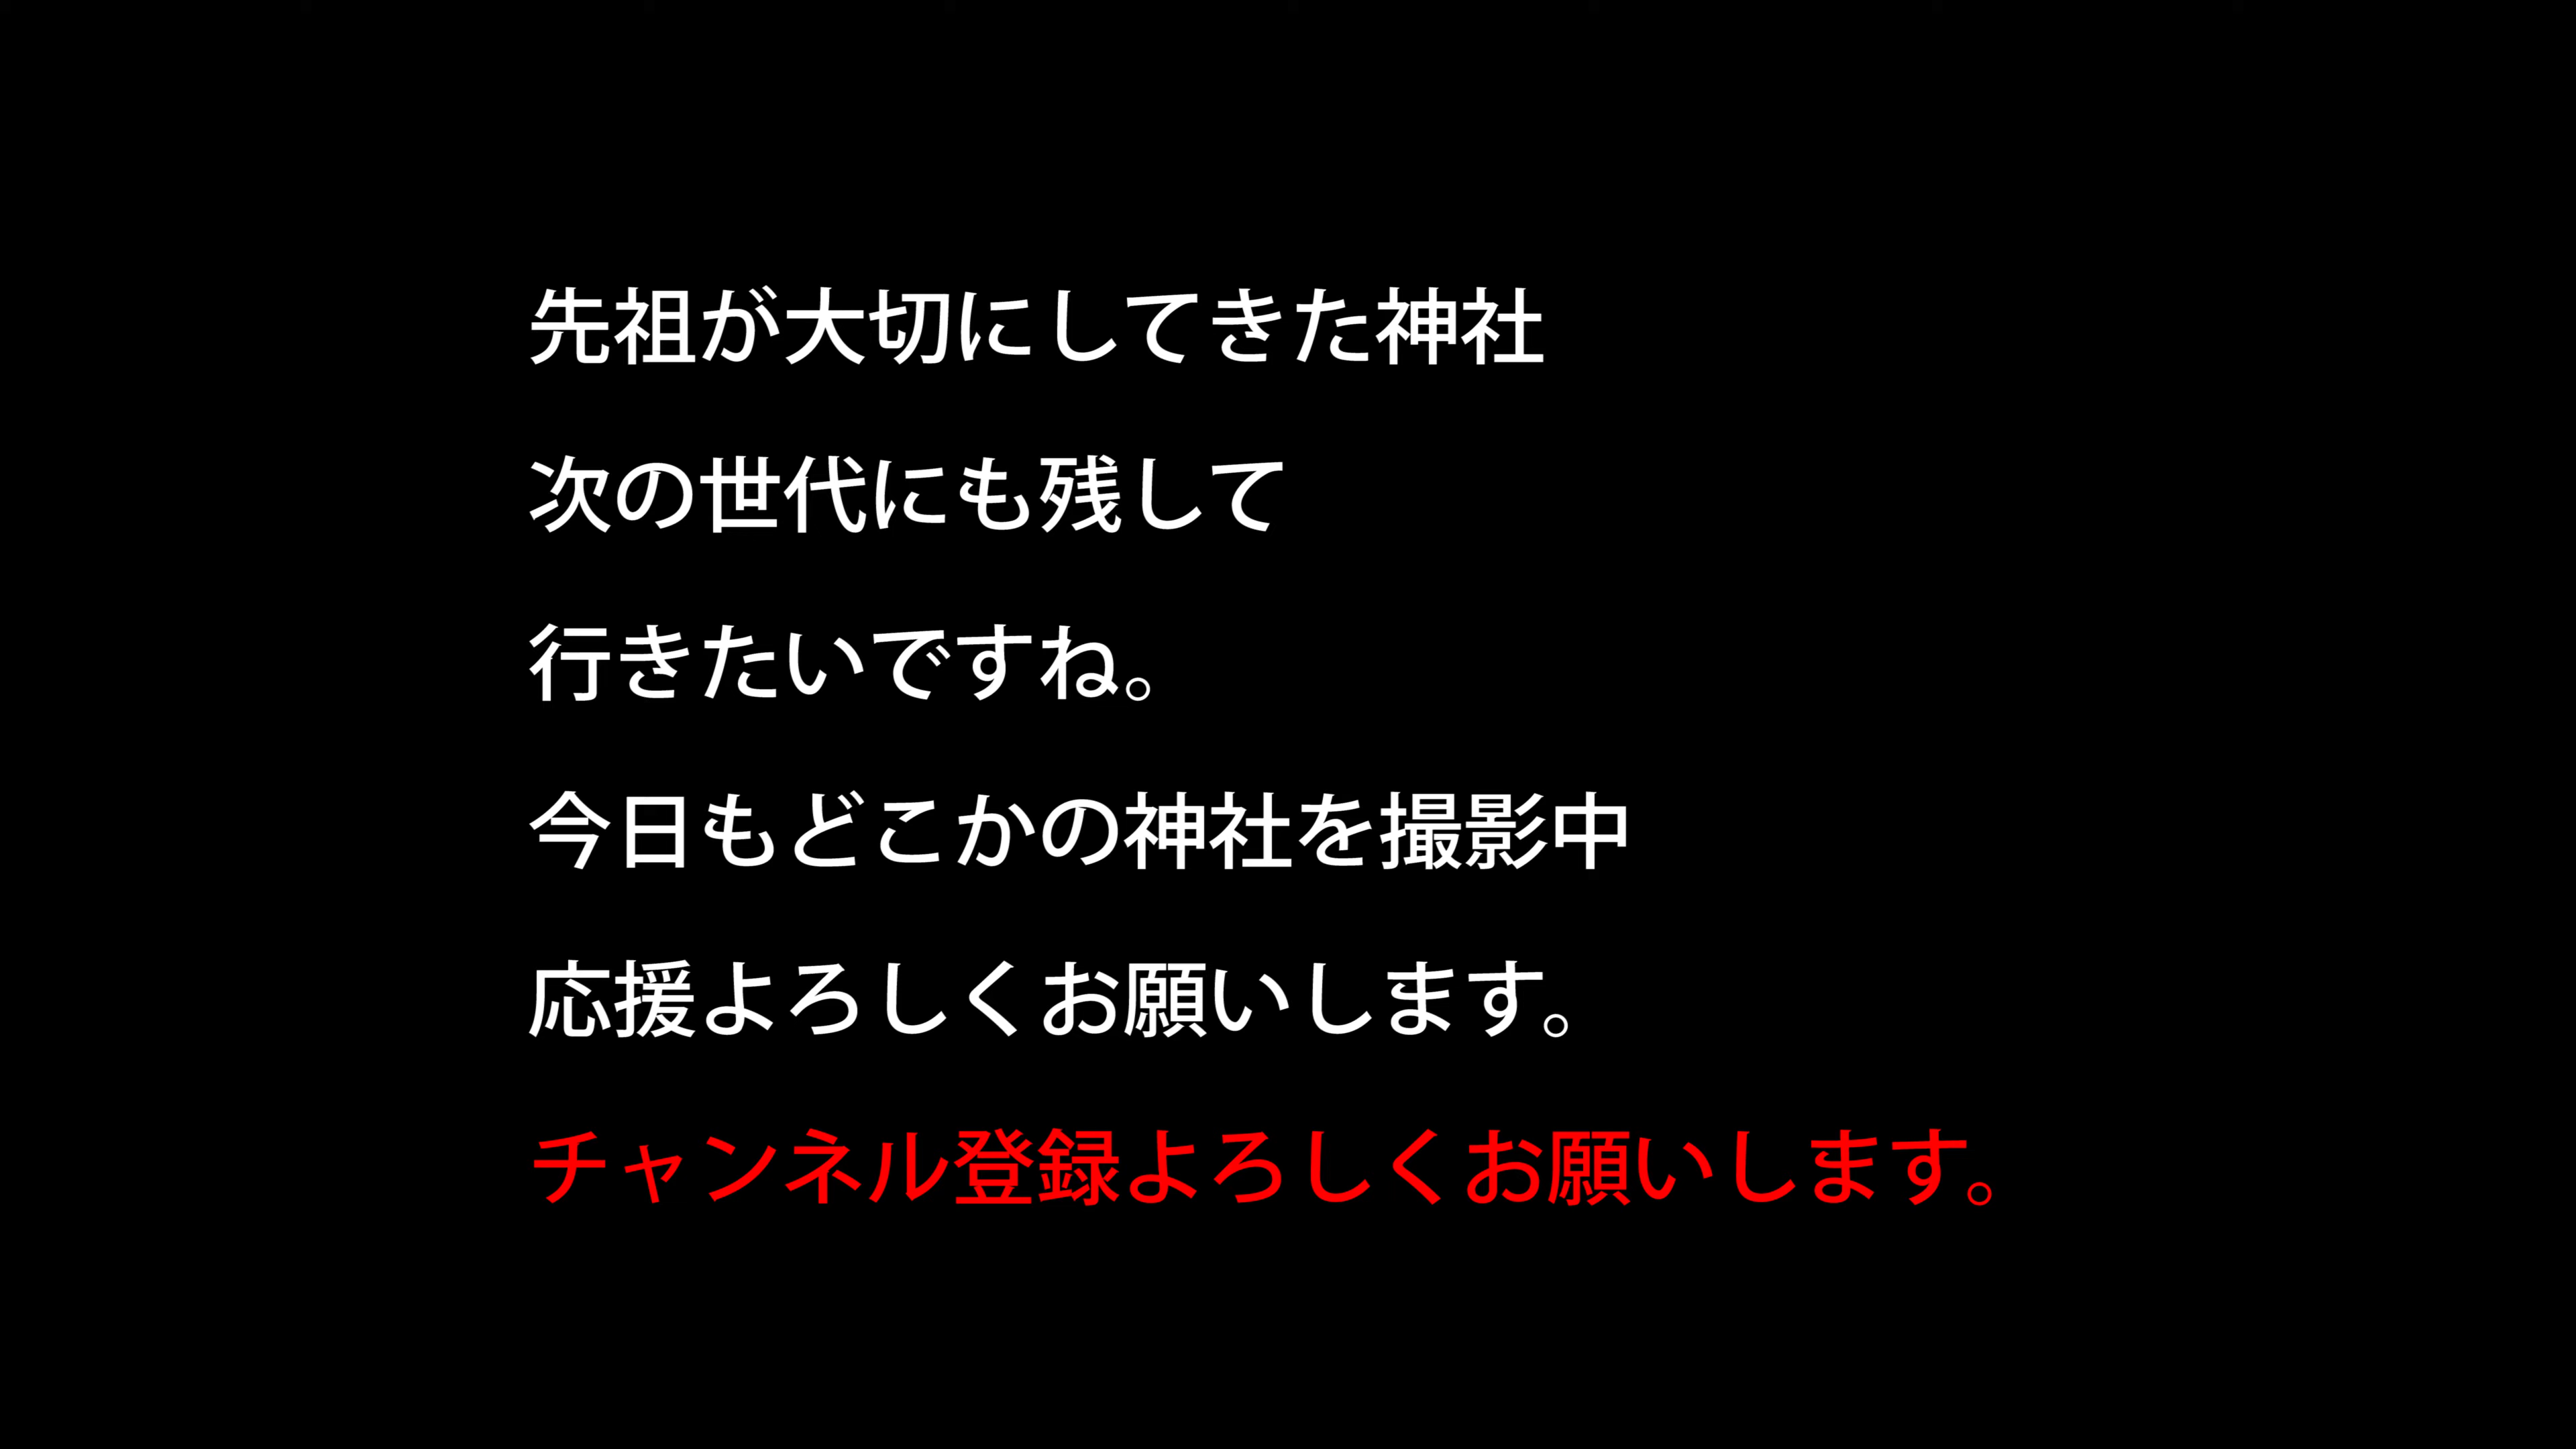 先祖が大切にしてきた神社
次の世代にも残して
行きたいですね。
今日もどこかの神社を撮影中
応援よろしくお願いします。
チャンネル登録よろしくお願いします。